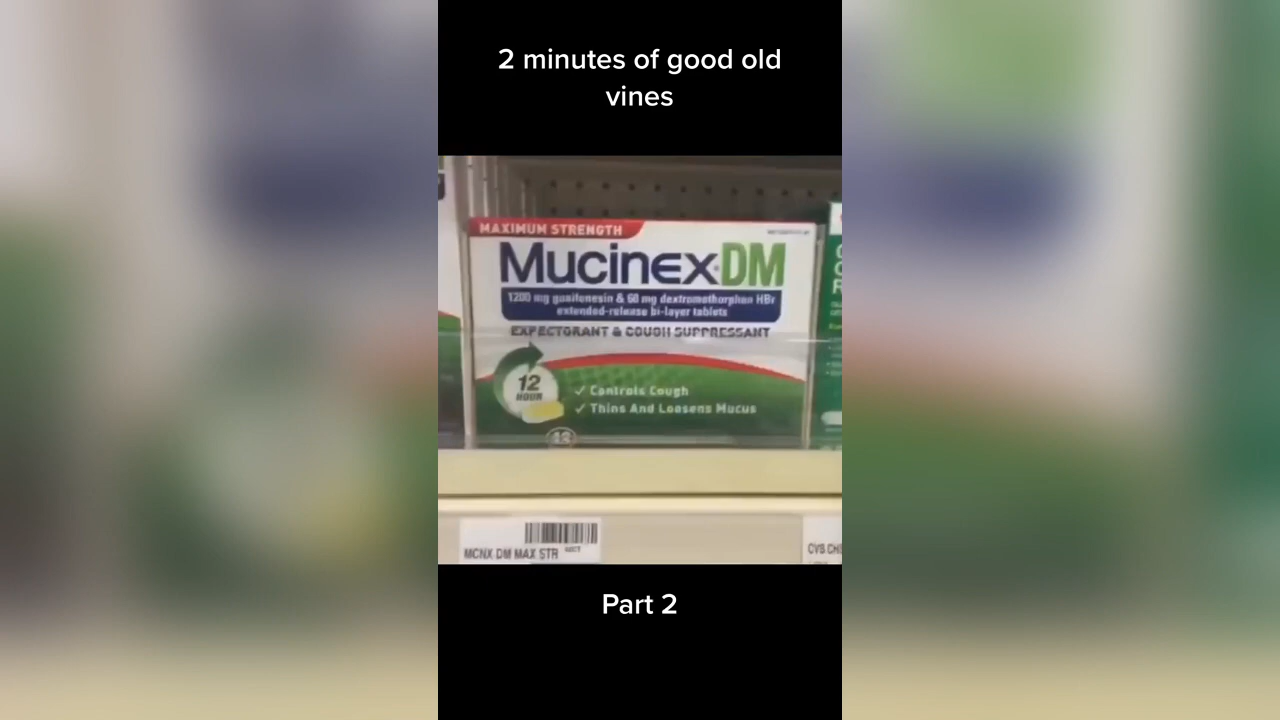 2 minutes of good old
vines
MAXIMUM STRENGTH
Mucinex DM
1200 mg guaifenesin & 60 mg dextromethorphan HBr
extended-release bi-layer tablets
EXPECTORANT & COUGH SUPPRESSANT
12
HOUR
✓ Controls Cough
✓ Thins And Loosens Mucus
MCNX DM MAX STR
CVS
Part 2